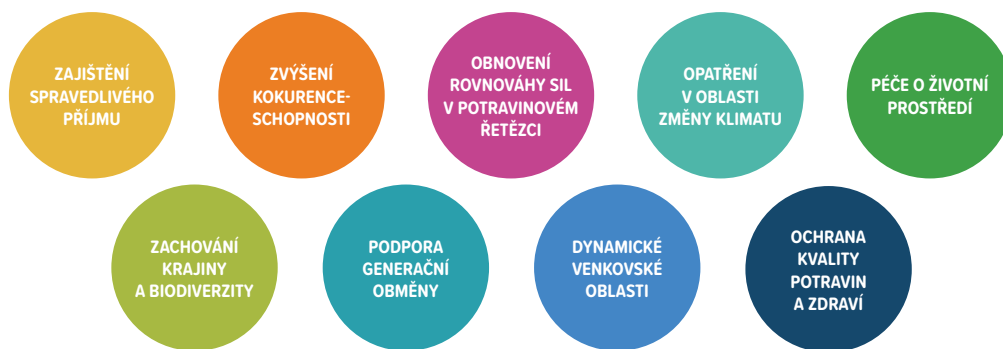 ZAJIŠTĚNÍ
SPRAVEDLIVÉHO
PŘÍJMU
ZVÝŠENÍ
KOKURENCE-
SCHOPNOSTI
OBNOVENÍ
ROVNOVÁHY SIL
V POTRAVINOVÉM
ŘETĚZCI
OPATŘENÍ
V OBLASTI
ZMĚNY KLIMATU
PÉČE O ŽIVOTNÍ
PROSTŘEDÍ
ZACHOVÁNÍ
KRAJINY
A BIODIVERZITY
PODPORA
GENERAČNÍ
OBMĚNY
DYNAMICKÉ
VENKOVSKÉ
OBLASTI
OCHRANA
KVALITY
POTRAVIN
A ZDRAVÍ